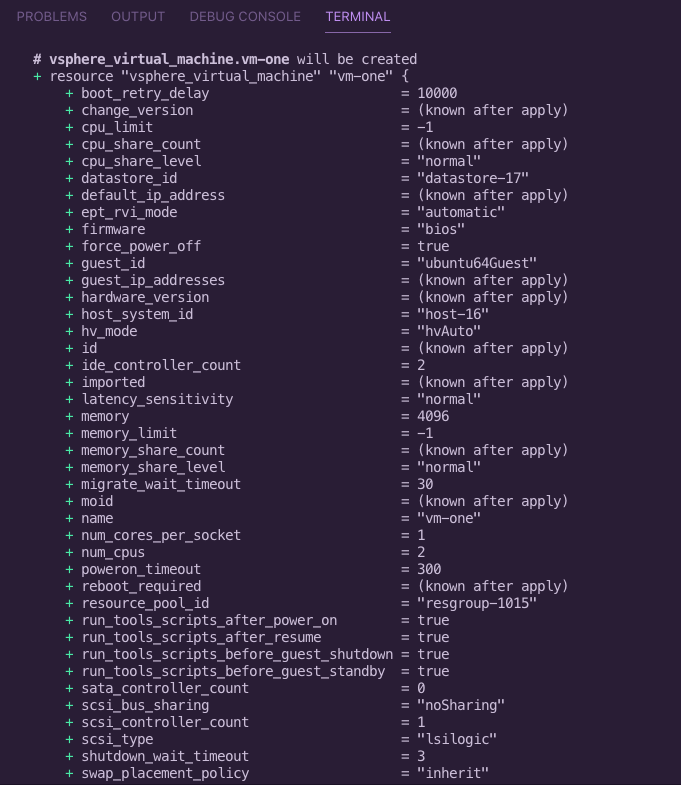 PROBLEMS OUTPUT DEBUG CONSOLE TERMINAL
# vsphere_virtual_machine.vm-one will be created
+ resource "vsphere_virtual_machine" "vm-one" {
+ boot_retry_delay = 10000
+ change_version = (known after apply)
+ cpu_limit = -1
+ cpu_share_count = (known after apply)
+ cpu_share_level = "normal"
+ datastore_id = "datastore-17"
+ default_ip_address = (known after apply)
+ ept_rvi_mode = "automatic"
+ firmware = "bios"
+ force_power_off = true
+ guest_id = "ubuntu64Guest"
+ guest_ip_addresses = (known after apply)
+ hardware_version = (known after apply)
+ host_system_id = "host-16"
+ hv_mode = "hvAuto"
+ id = (known after apply)
+ ide_controller_count = 2
+ imported = (known after apply)
+ latency_sensitivity = "normal"
+ memory = 4096
+ memory_limit = -1
+ memory_share_count = (known after apply)
+ memory_share_level = "normal"
+ migrate_wait_timeout = 30
+ moid = (known after apply)
+ name = "vm-one"
+ num_cores_per_socket = 1
+ num_cpus = 2
+ poweron_timeout = 300
+ reboot_required = (known after apply)
+ resource_pool_id = "resgroup-1015"
+ run_tools_scripts_after_power_on = true
+ run_tools_scripts_after_resume = true
+ run_tools_scripts_before_guest_shutdown = true
+ run_tools_scripts_before_guest_standby = true
+ sata_controller_count = 0
+ scsi_bus_sharing = "noSharing"
+ scsi_controller_count = 1
+ scsi_type = "lsilogic"
+ shutdown_wait_timeout = 3
+ swap_placement_policy = "inherit"